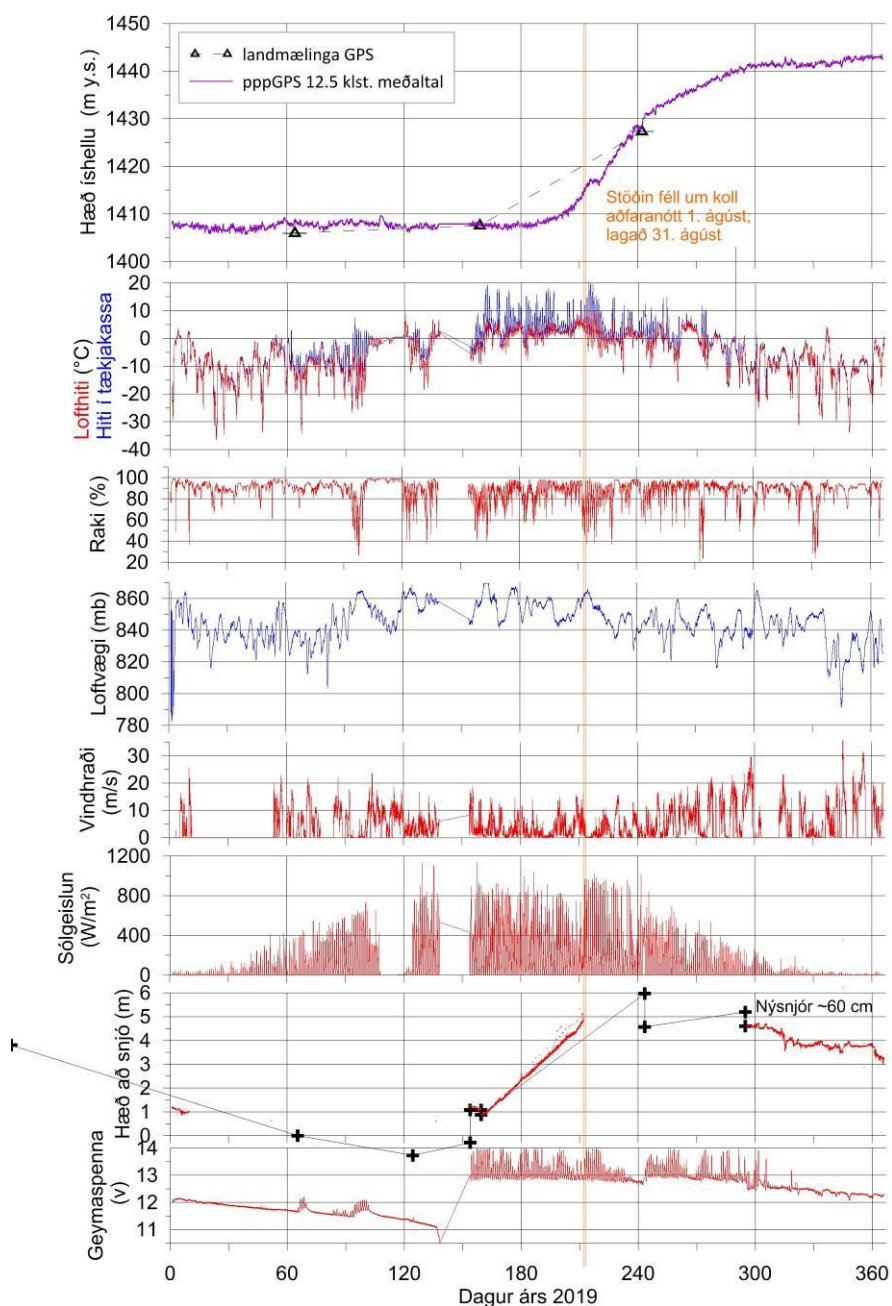 1450
1440
1430
1420
1410
1400
Hæð íshellu (m y.s.)
landmælinga GPS
pppGPS 12.5 klst. meðaltal
Stöðin féll um koll
aðfaranótt 1. ágúst;
lagað 31. ágúst
20
10
0
-10
-20
-30
-40
Lofthiti (°C)
Hiti í tækjakassa
100
80
60
40
20
Raki (%)
860
840
820
800
780
Loftvægi (mb)
30
20
10
0
Vindhraði
(m/s)
1200
800
400
0
Sólgeislun
(W/m²)
6
5
4
3
2
1
0
Hæð að snjó (m)
Nýsnjór ~60 cm
14
13
12
11
Geymaspenna
(v)
0 60 120 180 240 300 360
Dagur árs 2019